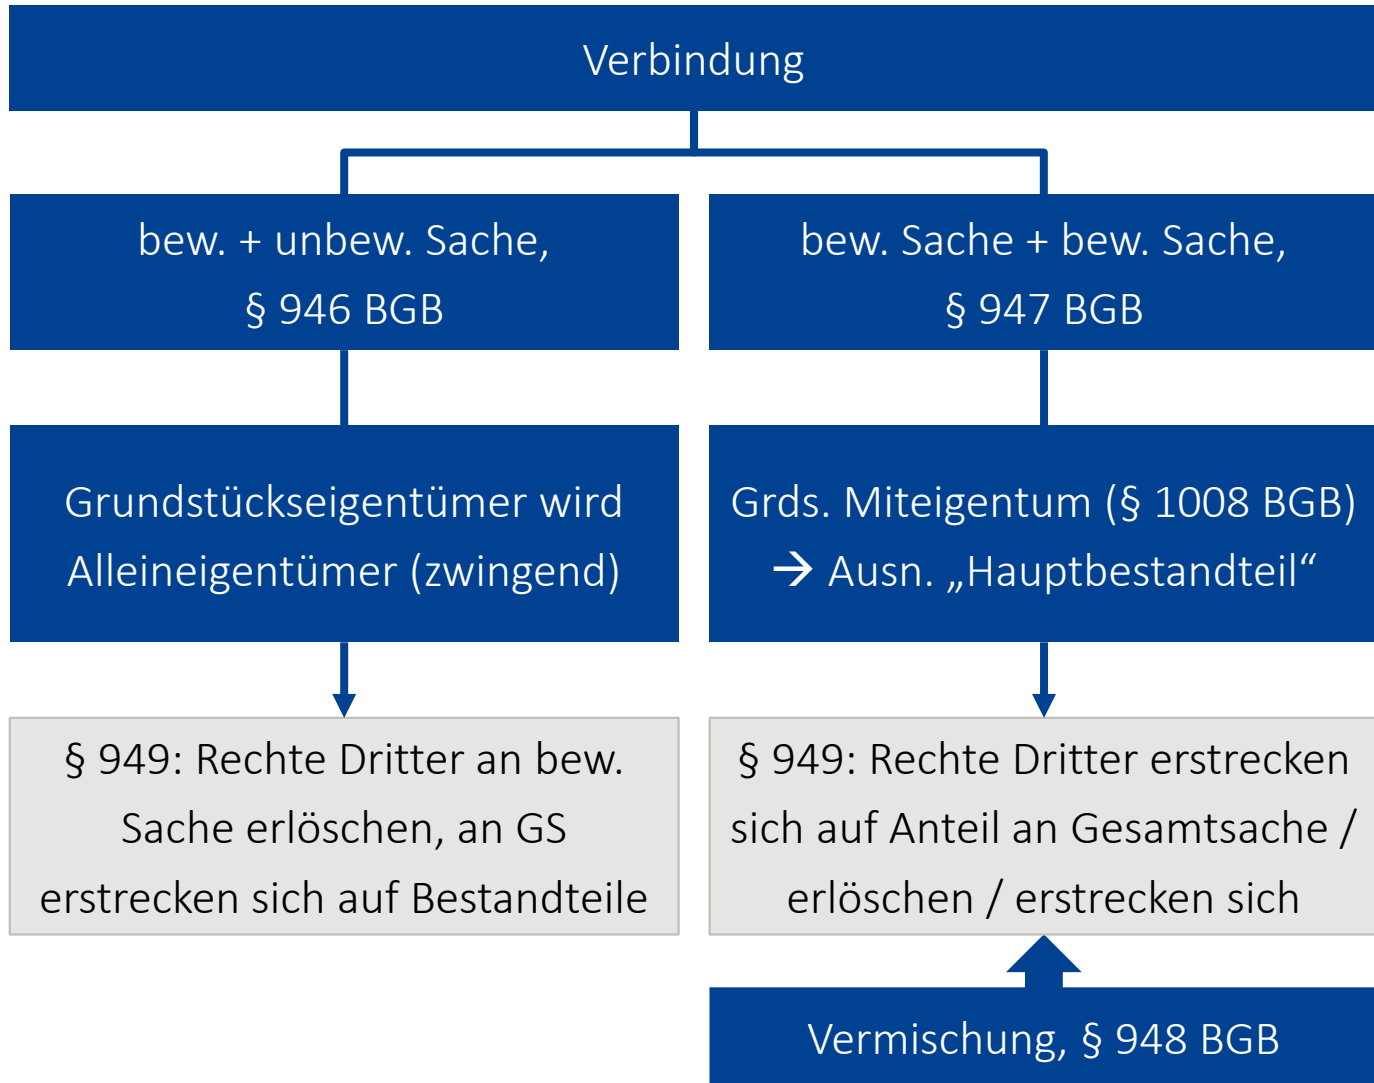 Verbindung
bew. + unbew. Sache,
§ 946 BGB
bew. Sache + bew. Sache,
§ 947 BGB
Grundstückseigentümer wird
Alleineigentümer (zwingend)
Grds. Miteigentum (§ 1008 BGB)
→ Ausn. „Hauptbestandteil“
§ 949: Rechte Dritter an bew.
Sache erlöschen, an GS
erstrecken sich auf Bestandteile
§ 949: Rechte Dritter erstrecken
sich auf Anteil an Gesamtsache /
erlöschen / erstrecken sich
Vermischung, § 948 BGB